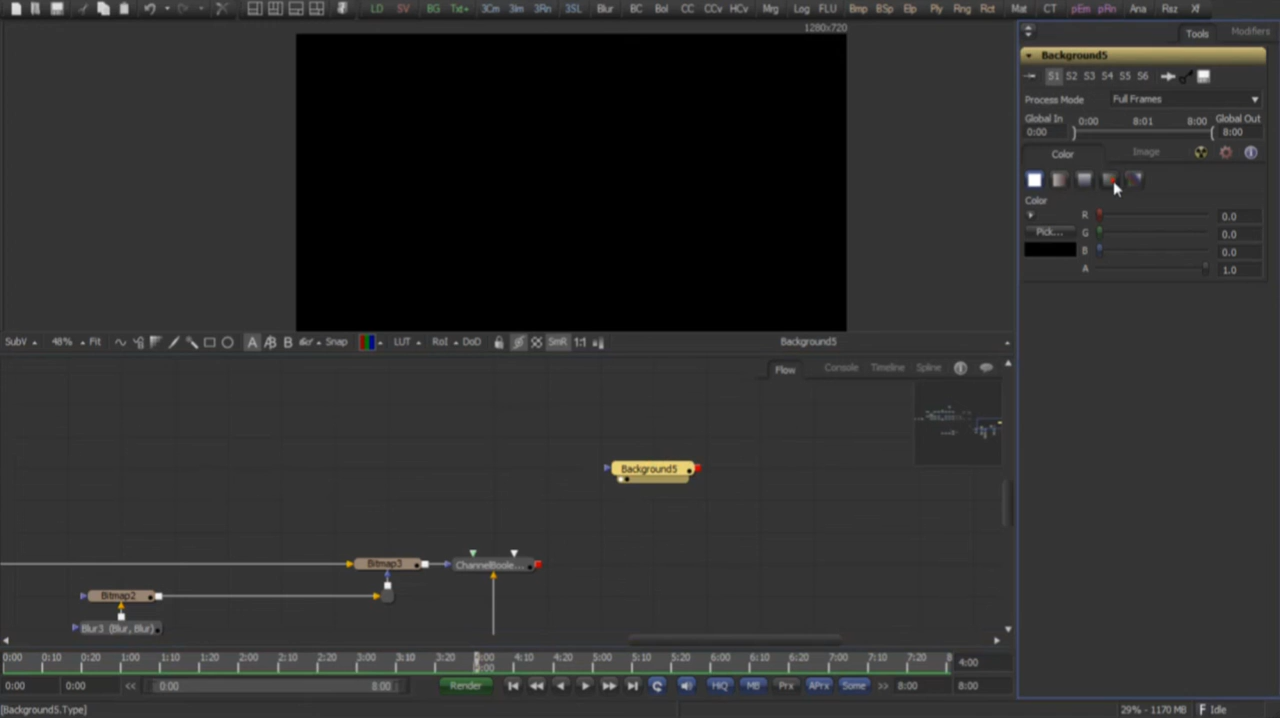 LD SV BG Txt+ 3Cm 3Im 3Rn 3SL Blur BC Bol CC CCv HCv Mrg Log FLU Bmp BSp Elp Ply Rng Rct Mat CT pEm pRn Ana Rsz Xf
1280x720
Tools Modifiers
Background5
S1 S2 S3 S4 S5 S6
Process Mode Full Frames
Global In 0:00 8:01 8:00 Global Out
0:00 8:00
Color Image
Color
R 0.0
Pick... G 0.0
B 0.0
A 1.0
SubV 48% Fit A B Snap LUT RoI DoD SmR 1:1 Background5
Flow Console Timeline Spline
Background5
Bitmap3 ChannelBoole...
Bitmap2
Blur3 (Blur, Blur)
0:00 0:10 0:20 1:00 1:10 1:20 2:00 2:10 2:20 3:00 3:10 3:20 4:10 4:20 5:00 5:10 5:20 6:00 6:10 6:20 7:00 7:10 7:20 8 4:00
0:00 0:00 << 0:00 8:00 Render HiQ MB Prx APrx Some >> 8:00 8:00
[Background5.Type] 29% - 1170 MB Idle